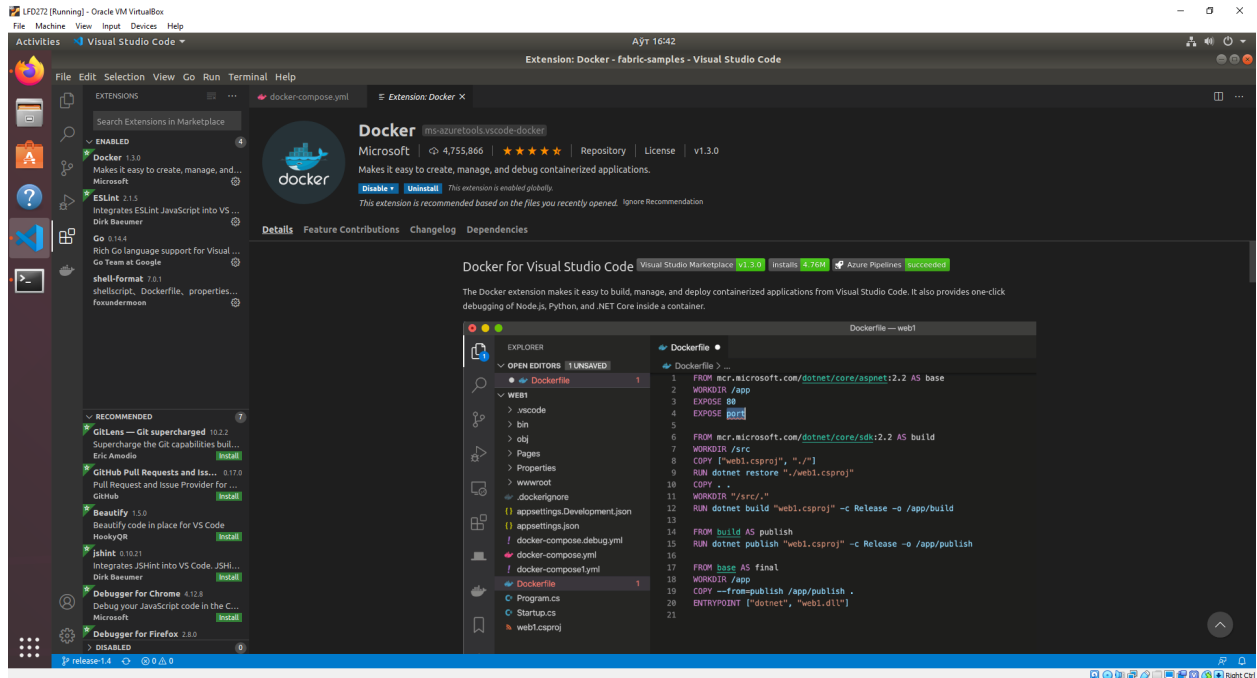 LFD272 [Running] - Oracle VM VirtualBox
File Machine View Input Devices Help
Activities Visual Studio Code
Aýт 16:42
Extension: Docker - fabric-samples - Visual Studio Code
File Edit Selection View Go Run Terminal Help
EXTENSIONS
Search Extensions in Marketplace
ENABLED 4
Docker 1.3.0
Makes it easy to create, manage, and...
Microsoft
ESLint 2.1.5
Integrates ESLint JavaScript into VS ...
Dirk Baeumer
Go 0.14.4
Rich Go language support for Visual ...
Go Team at Google
shell-format 7.0.1
shellscript、Dockerfile、properties...
foxundermoon
RECOMMENDED 7
GitLens — Git supercharged 10.2.2
Supercharge the Git capabilities buil...
Eric Amodio Install
GitHub Pull Requests and Iss... 0.17.0
Pull Request and Issue Provider for ...
GitHub Install
Beautify 1.5.0
Beautify code in place for VS Code
HookyQR Install
jshint 0.10.21
Integrates JSHint into VS Code. JSHi...
Dirk Baeumer Install
Debugger for Chrome 4.12.8
Debug your JavaScript code in the C...
Microsoft Install
Debugger for Firefox 2.8.0
DISABLED 0
docker-compose.yml
Extension: Docker
docker
Docker ms-azuretools.vscode-docker
Microsoft 4,755,866 Repository License v1.3.0
Makes it easy to create, manage, and debug containerized applications.
Disable Uninstall This extension is enabled globally.
This extension is recommended based on the files you recently opened. Ignore Recommendation
Details Feature Contributions Changelog Dependencies
Docker for Visual Studio Code Visual Studio Marketplace v1.3.0 installs 4.76M Azure Pipelines succeeded
The Docker extension makes it easy to build, manage, and deploy containerized applications from Visual Studio Code. It also provides one-click
debugging of Node.js, Python, and .NET Core inside a container.
Dockerfile — web1
EXPLORER
OPEN EDITORS 1 UNSAVED
Dockerfile 1
WEB1
.vscode
bin
obj
Pages
Properties
wwwroot
.dockerignore
{} appsettings.Development.json
{} appsettings.json
! docker-compose.debug.yml
docker-compose.yml
! docker-compose1.yml
Dockerfile 1
Program.cs
Startup.cs
web1.csproj
1
Dockerfile
Dockerfile > ...
1 FROM mcr.microsoft.com/dotnet/core/aspnet:2.2 AS base
2 WORKDIR /app
3 EXPOSE 80
4 EXPOSE port
5
6 FROM mcr.microsoft.com/dotnet/core/sdk:2.2 AS build
7 WORKDIR /src
8 COPY ["web1.csproj", "./"]
9 RUN dotnet restore "./web1.csproj"
10 COPY . .
11 WORKDIR "/src/."
12 RUN dotnet build "web1.csproj" -c Release -o /app/build
13
14 FROM build AS publish
15 RUN dotnet publish "web1.csproj" -c Release -o /app/publish
16
17 FROM base AS final
18 WORKDIR /app
19 COPY --from=publish /app/publish .
20 ENTRYPOINT ["dotnet", "web1.dll"]
21
release-1.4 0 0
Right Ctrl